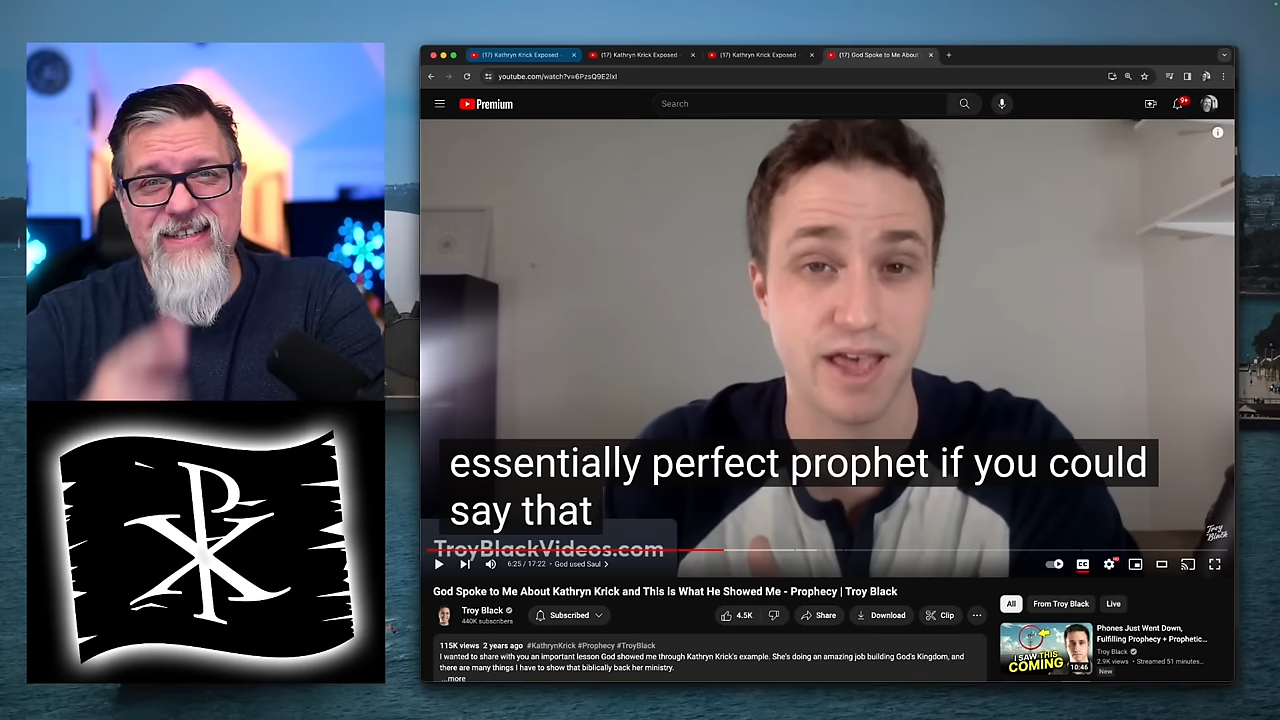 (17) Kathryn Krick Exposed
(17) Kathryn Krick Exposed
(17) Kathryn Krick Exposed
(17) God Spoke to Me About
youtube.com/watch?v=6PzsQ9E2lxI
Premium
Search
9+
essentially perfect prophet if you could
say that
TroyBlackVideos.com
Troy Black
6:25 / 17:22 • God used Saul
God Spoke to Me About Kathryn Krick and This is What He Showed Me - Prophecy | Troy Black
Troy Black
440K subscribers
Subscribed
4.5K
Share
Download
Clip
115K views 2 years ago #KathrynKrick #Prophecy #TroyBlack
I wanted to share with you an important lesson God showed me through Kathryn Krick's example. She's doing an amazing job building God's Kingdom, and
there are many things I have to show that biblically back her ministry.
...more
All
From Troy Black
Live
I SAW THIS
COMING
10:46
Phones Just Went Down,
Fulfilling Prophecy + Prophetic...
Troy Black
2.9K views • Streamed 51 minutes...
New